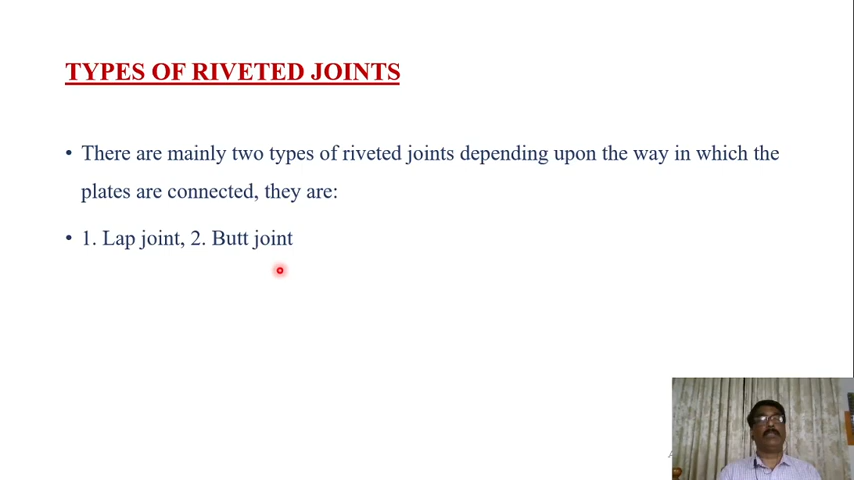 TYPES OF RIVETED JOINTS
• There are mainly two types of riveted joints depending upon the way in which the
plates are connected, they are:
• 1. Lap joint, 2. Butt joint